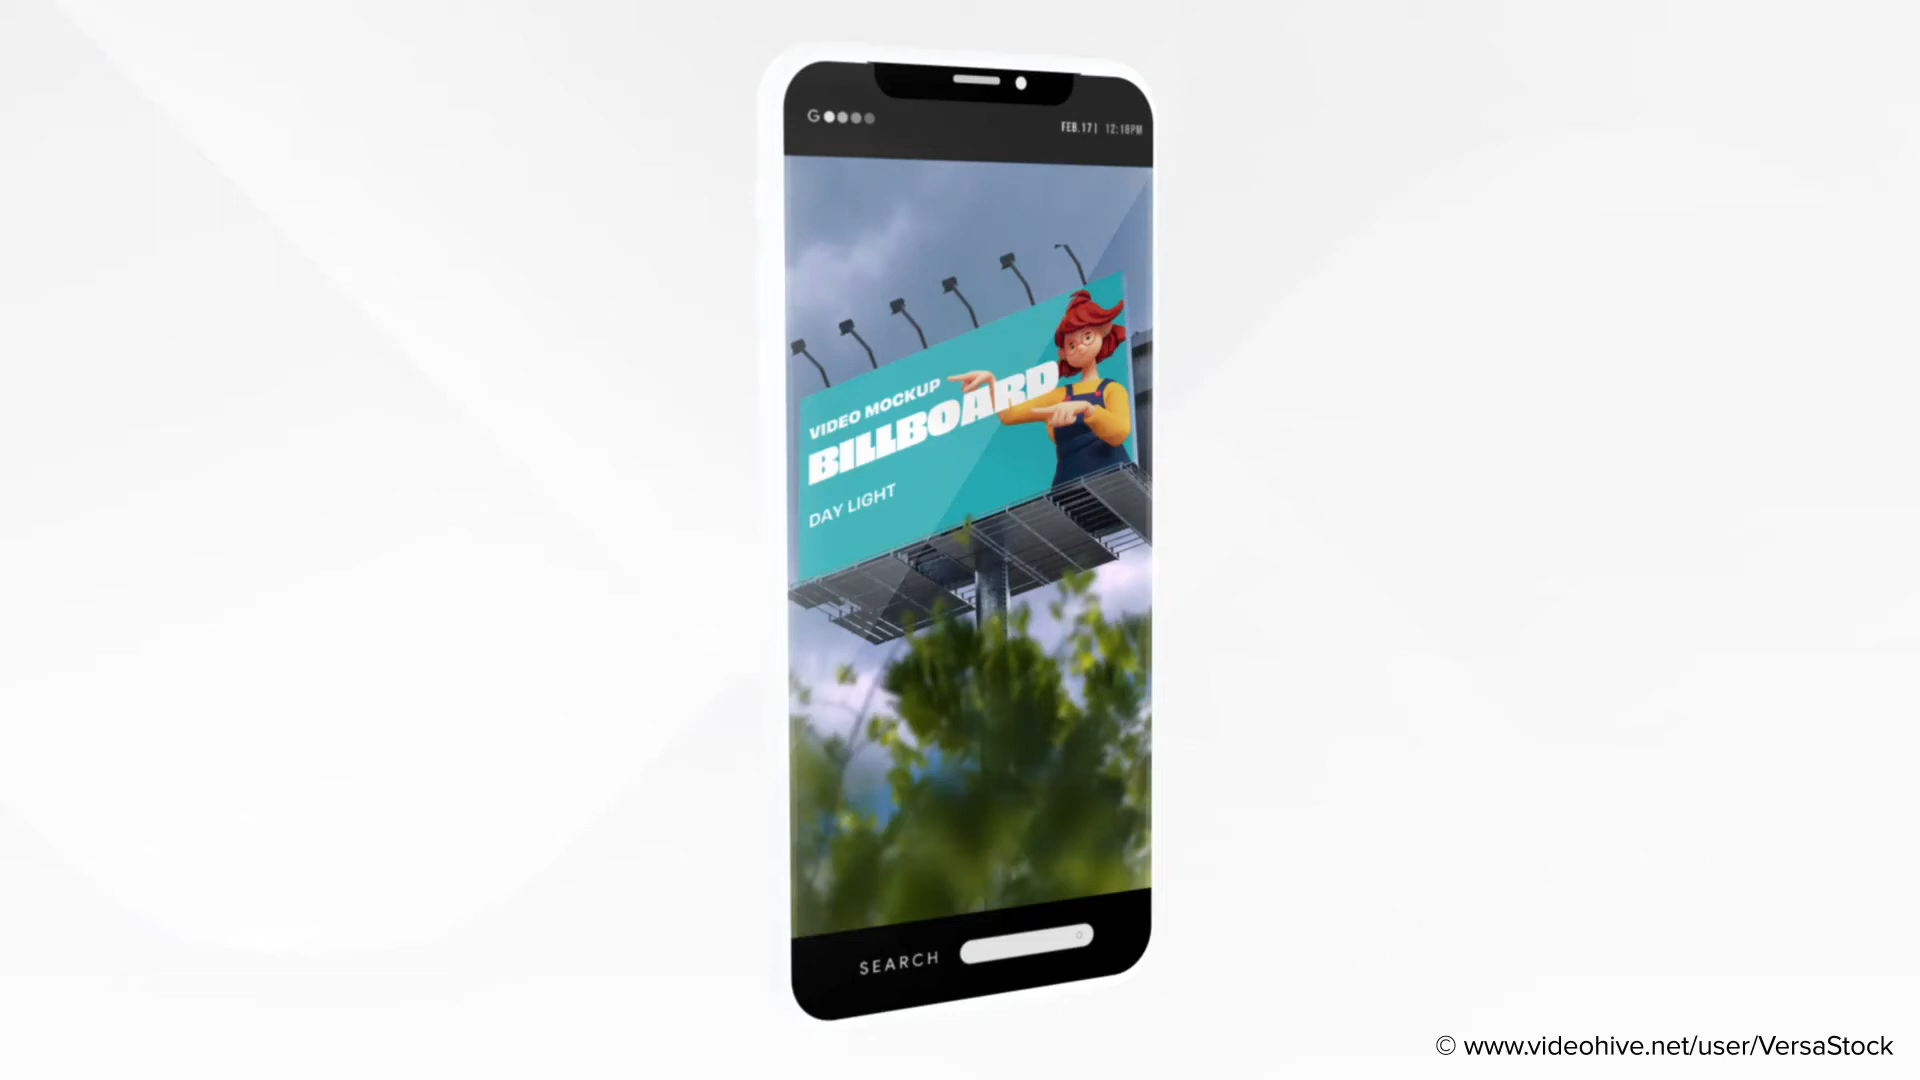 G
FEB.17 | 12:18PM
VIDEO MOCKUP
BILLBOARD
DAY LIGHT
SEARCH
© www.videohive.net/user/VersaStock